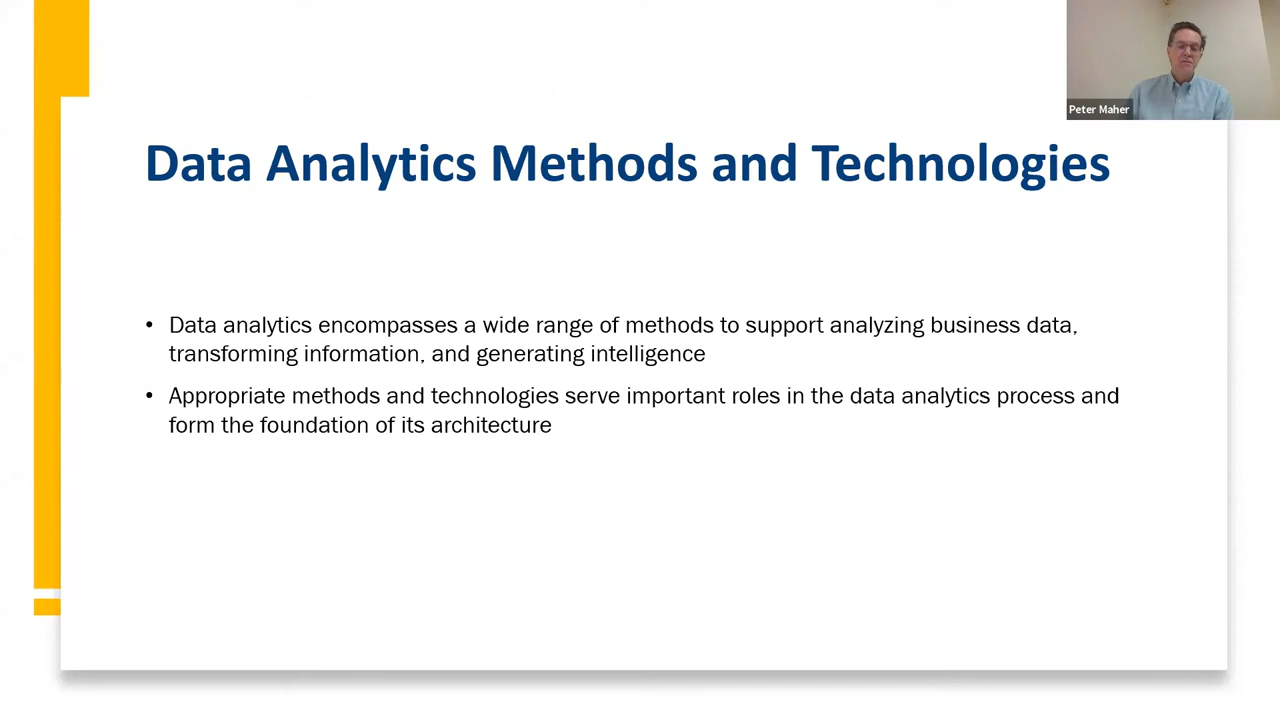 Peter Maher
Data Analytics Methods and Technologies
• Data analytics encompasses a wide range of methods to support analyzing business data,
transforming information, and generating intelligence
• Appropriate methods and technologies serve important roles in the data analytics process and
form the foundation of its architecture